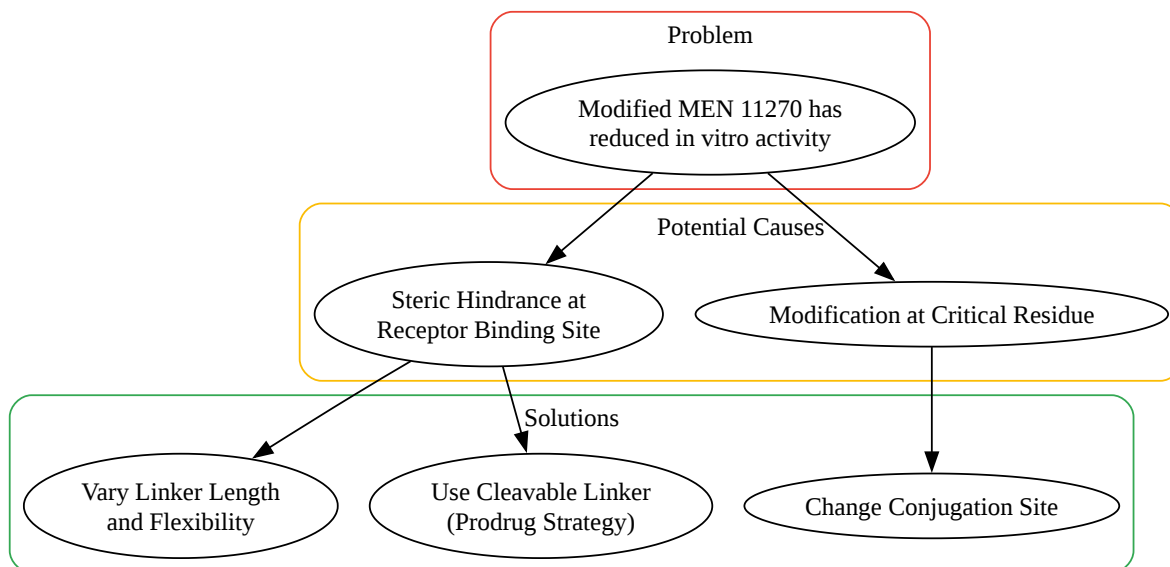 Problem
Modified MEN 11270 has
reduced in vitro activity
Potential Causes
Steric Hindrance at
Receptor Binding Site
Modification at Critical Residue
Solutions
Vary Linker Length
and Flexibility
Use Cleavable Linker
(Prodrug Strategy)
Change Conjugation Site